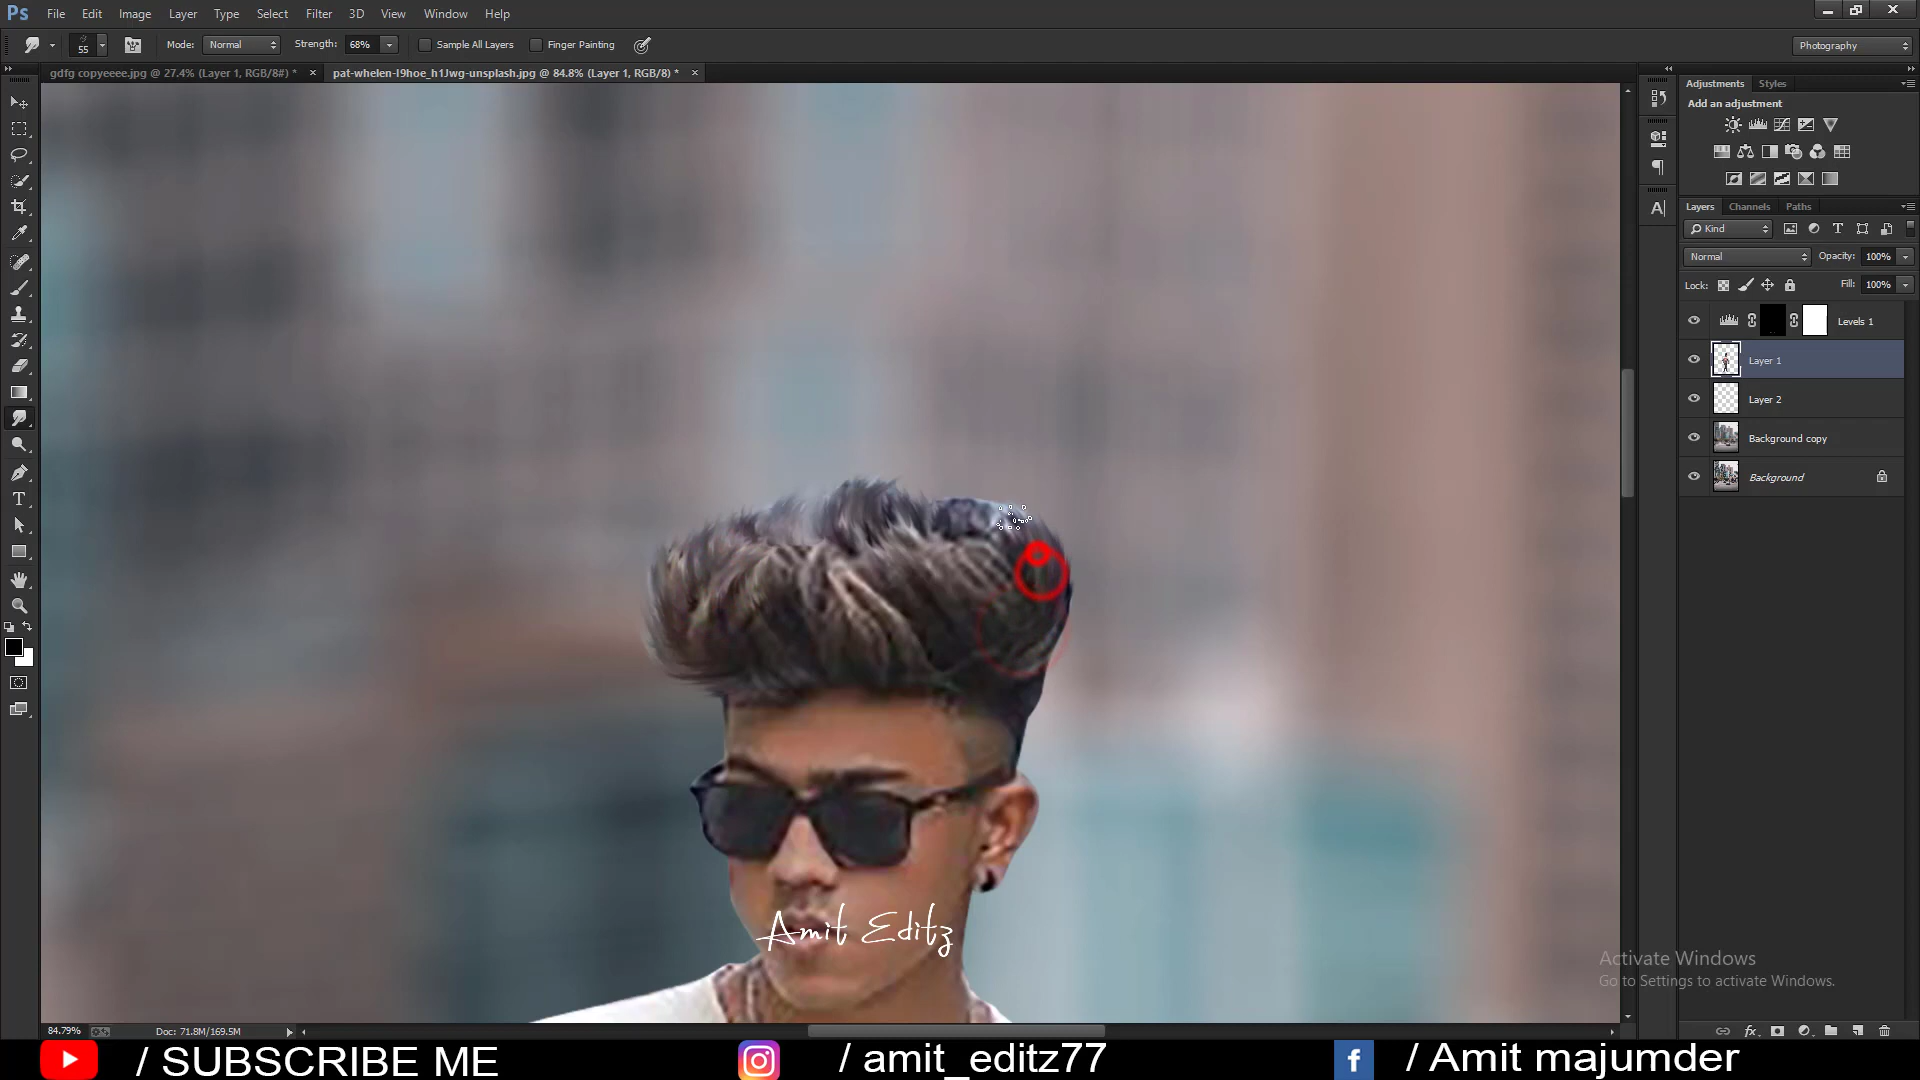 Ps File Edit Image Layer Type Select Filter 3D View Window Help
55 Mode: Normal Strength: 68% Sample All Layers Finger Painting Photography
gdfg copyeeee.jpg @ 27.4% (Layer 1, RGB/8#) * × pat-whelen-I9hoe_h1Jwg-unsplash.jpg @ 84.8% (Layer 1, RGB/8) * ×
Adjustments Styles
Add an adjustment
Layers Channels Paths
Kind
Normal Opacity: 100%
Lock: Fill: 100%
Levels 1
Layer 1
Layer 2
Background copy
Background
Amit Editz
Activate Windows
Go to Settings to activate Windows.
84.79% Doc: 71.8M/169.5M
/ SUBSCRIBE ME / amit_editz77 / Amit majumder